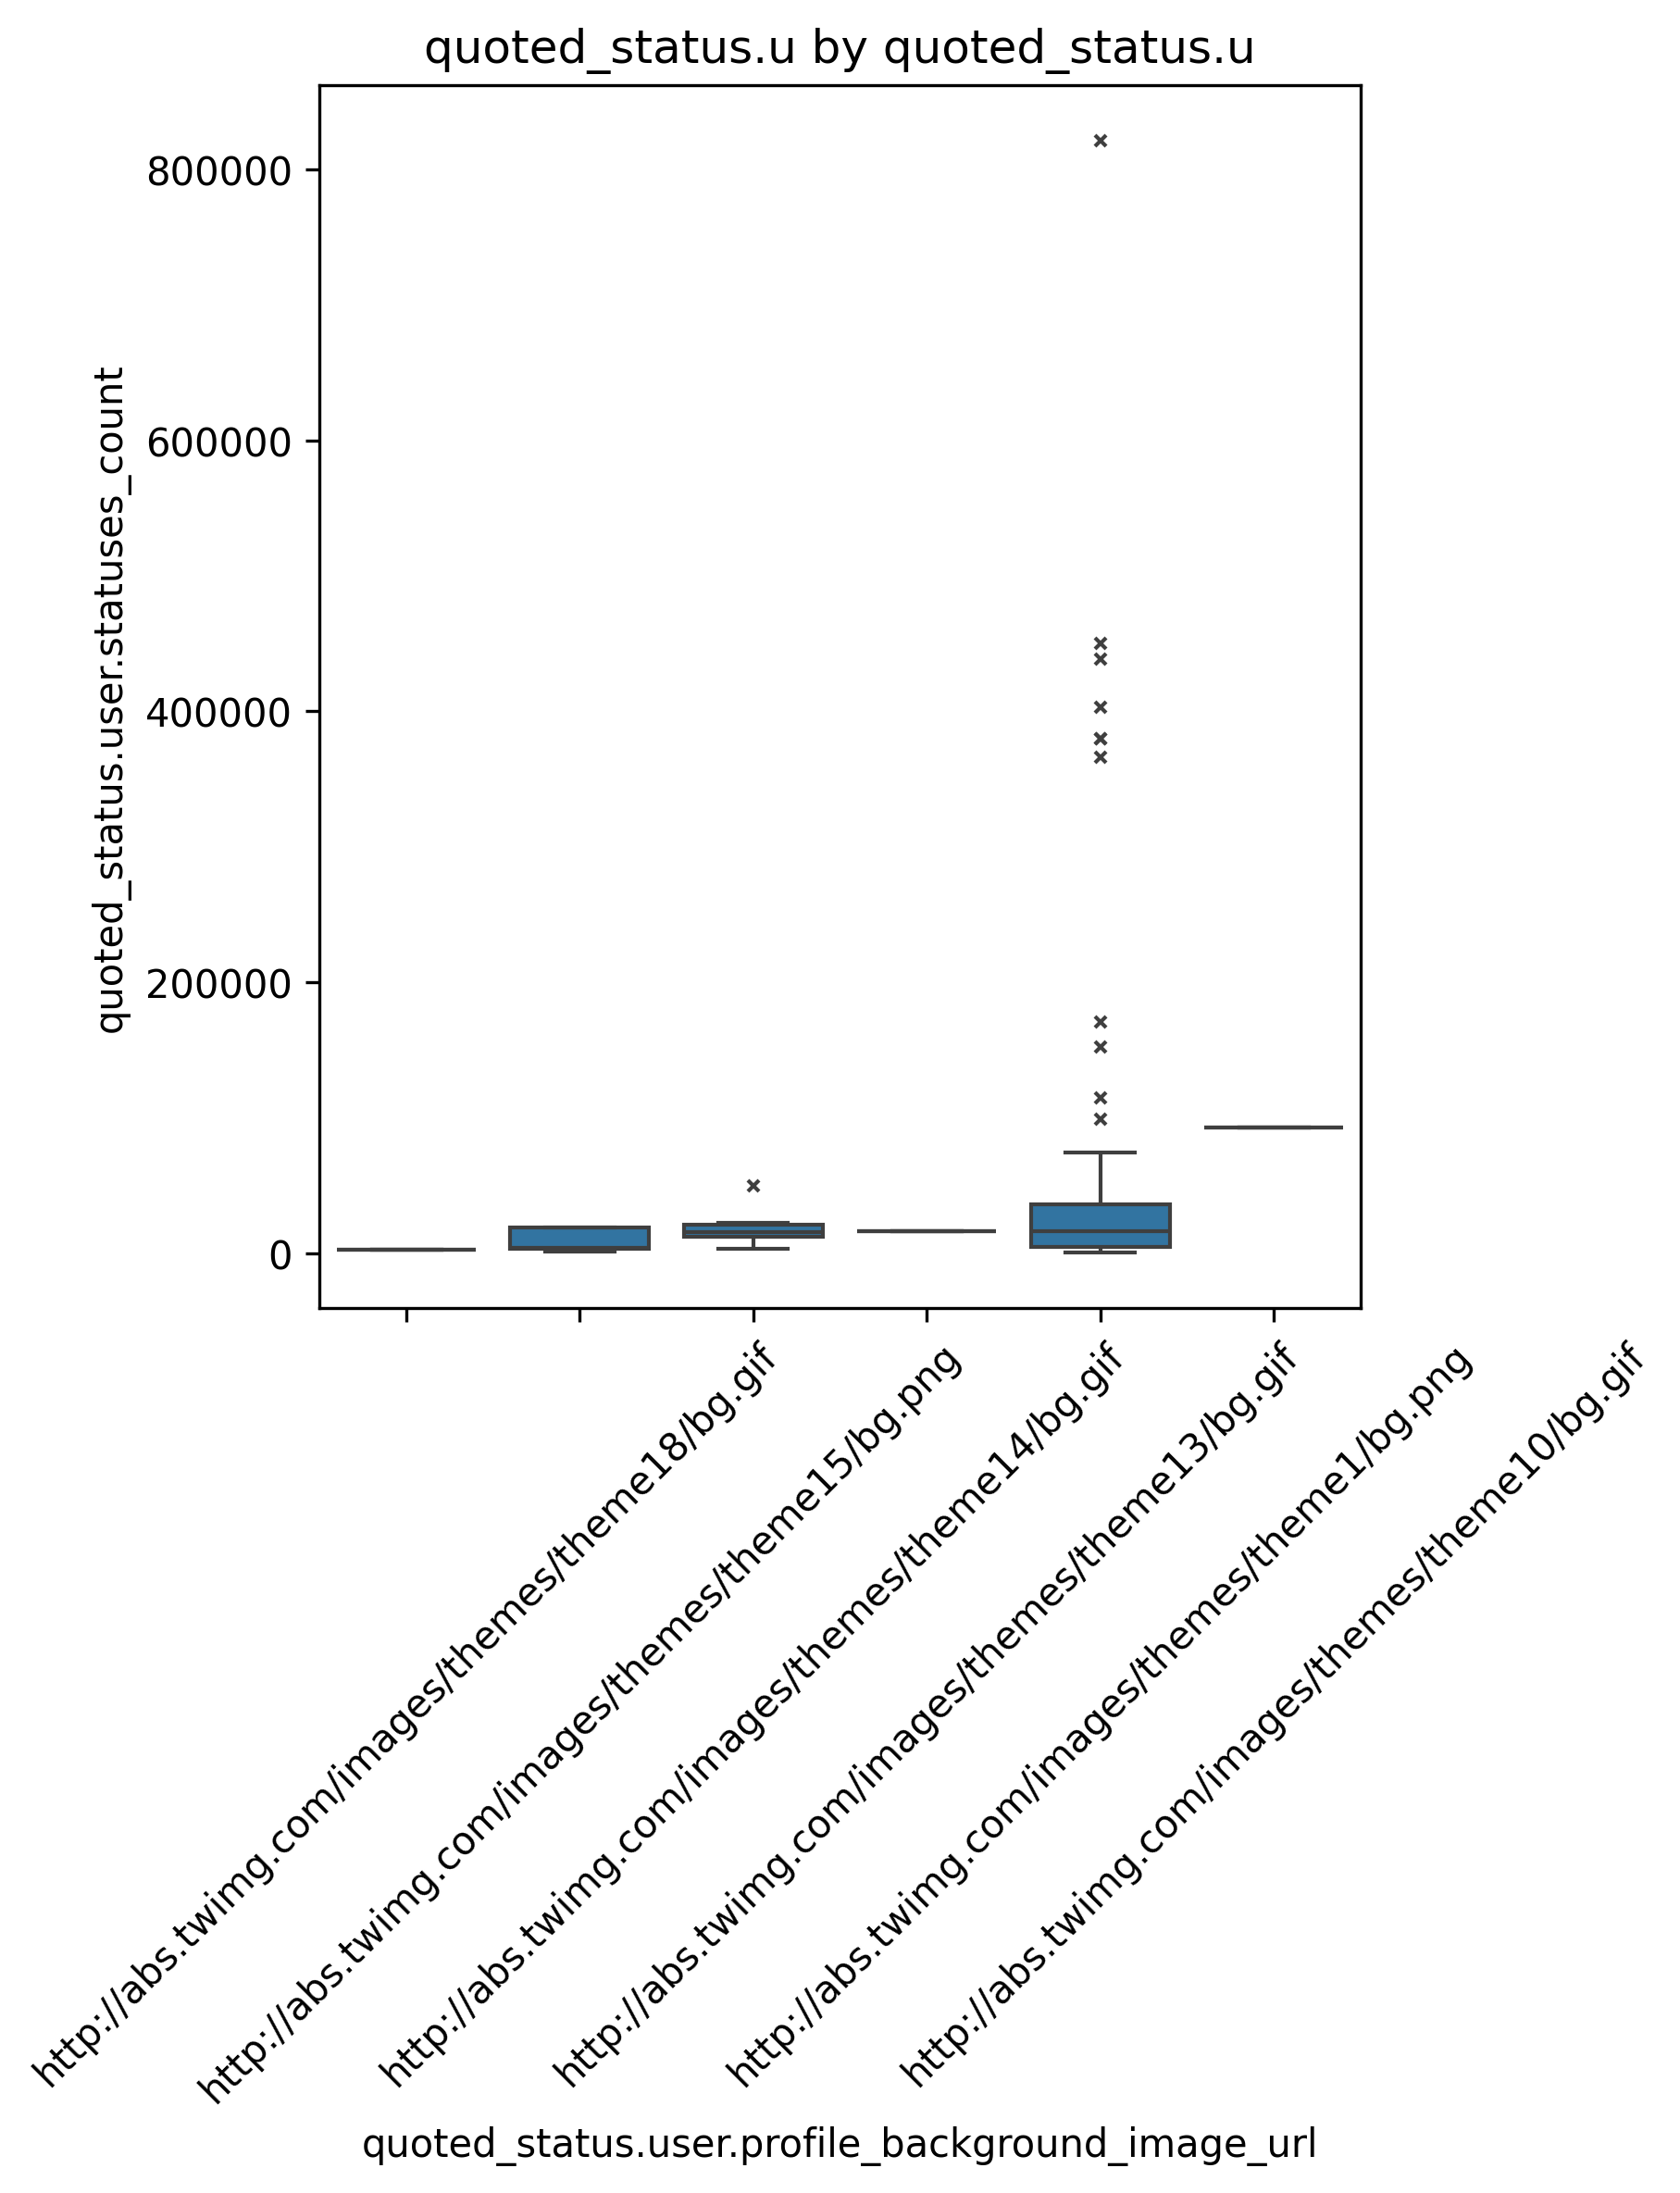 quoted_status.u by quoted_status.u
quoted_status.user.statuses_count
800000
600000
400000
200000
0
http://abs.twimg.com/images/themes/theme18/bg.gif
http://abs.twimg.com/images/themes/theme15/bg.png
http://abs.twimg.com/images/themes/theme14/bg.gif
http://abs.twimg.com/images/themes/theme13/bg.gif
http://abs.twimg.com/images/themes/theme1/bg.png
http://abs.twimg.com/images/themes/theme10/bg.gif
quoted_status.user.profile_background_image_url